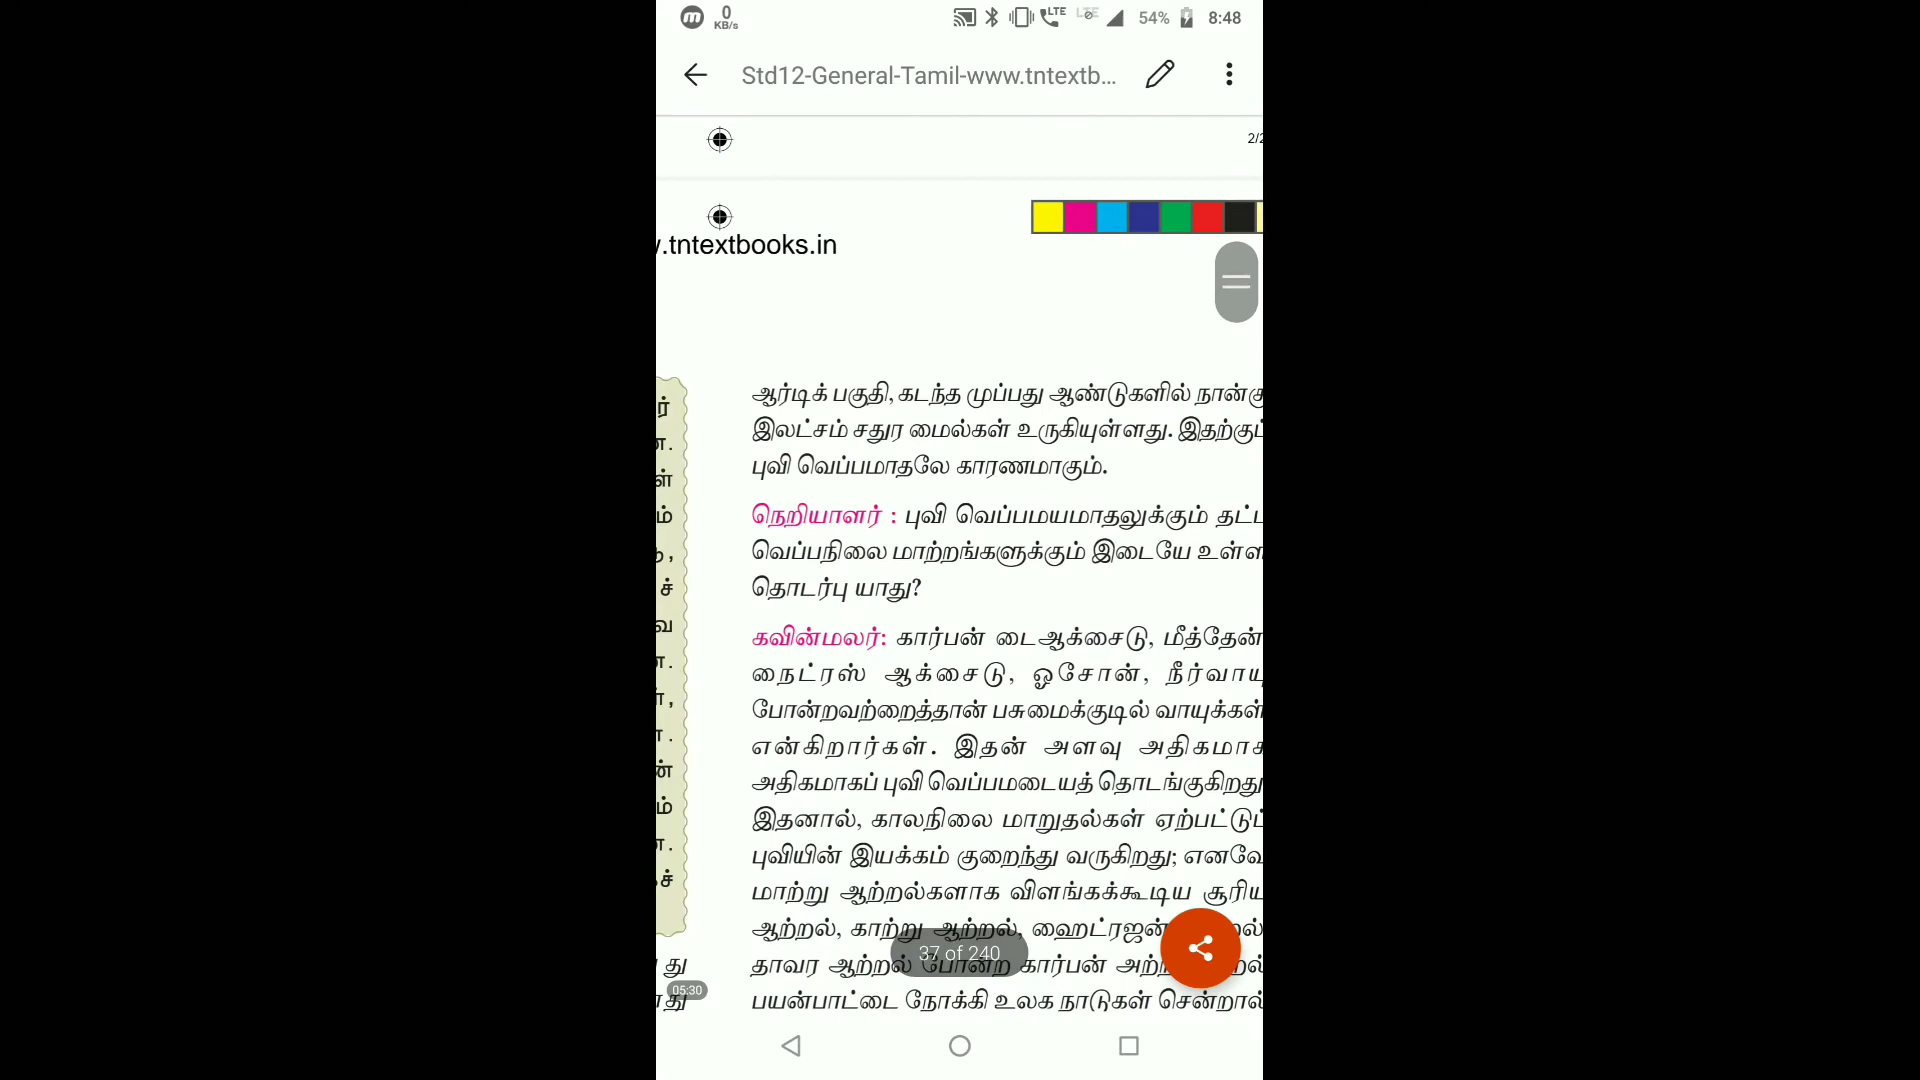 0
KB/s
LTE
LTE
54%
8:48
Std12-General-Tamil-www.tntextb...
.tntextbooks.in
ஆர்டிக் பகுதி, கடந்த முப்பது ஆண்டுகளில் நான்கு
இலட்சம் சதுர மைல்கள் உருகியுள்ளது. இதற்குப்
புவி வெப்பமாதலே காரணமாகும்.
நெறியாளர் : புவி வெப்பமயமாதலுக்கும்
வெப்பநிலை மாற்றங்களுக்கும் இடையே உள்ள
தொடர்பு யாது?
கவின்மலர்: கார்பன் டைஆக்சைடு, மீத்தேன்
நைட்ரஸ் ஆக்சைடு, ஓசோன், நீர்வாயு
போன்றவற்றைத்தான் பசுமைக்குடில் வாயுக்கள்
என்கிறார்கள். இதன் அளவு அதிகமாக
அதிகமாகப் புவி வெப்பமடையத் தொடங்குகிறது
இதனால், காலநிலை மாறுதல்கள் ஏற்பட்டுப்
புவியின் இயக்கம் குறைந்து வருகிறது; எனவே
மாற்று ஆற்றல்களாக விளங்கக்கூடிய சூரிய
ஆற்றல், காற்று ஆற்றல், ஹைட்ரஜன்
தாவர ஆற்றல் போன்ற கார்பன்
37 of 240
பயன்பாட்டை நோக்கி உலக நாடுகள் சென்றால்
05:30